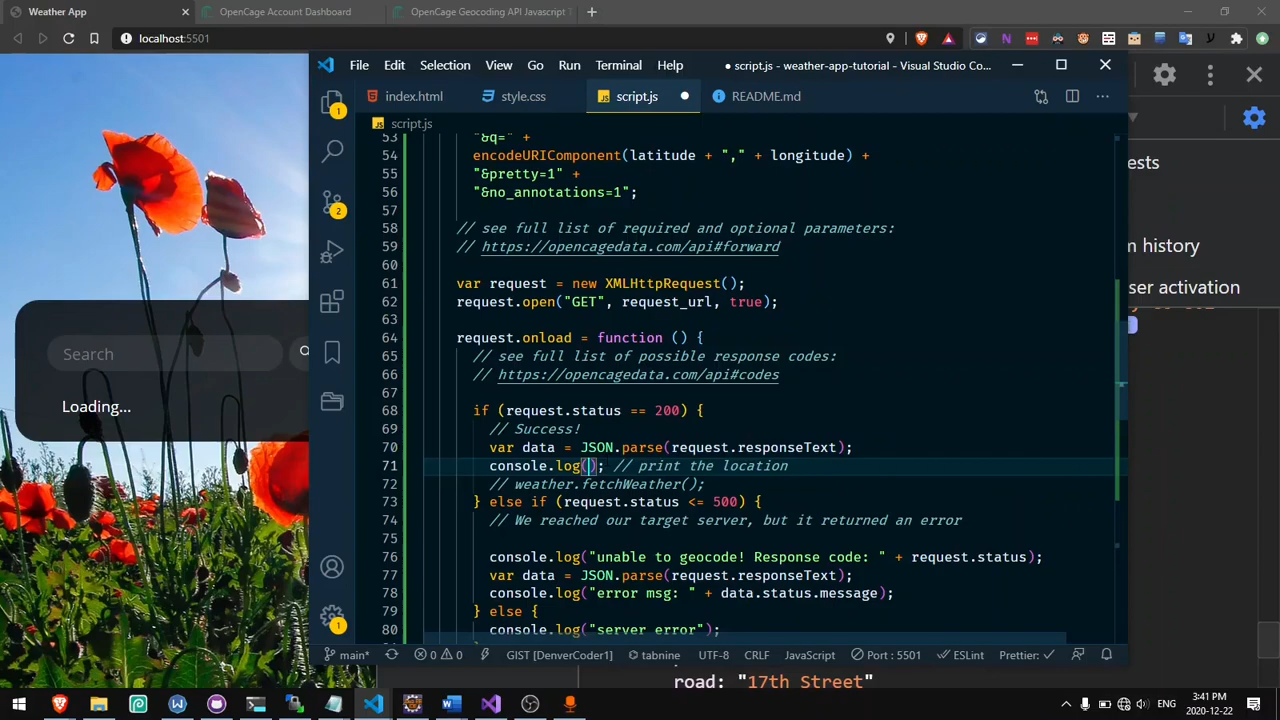 Weather App
OpenCage Account Dashboard
OpenCage Geocoding API Javascript T
localhost:5501
File Edit Selection View Go Run Terminal Help
● script.js - weather-app-tutorial - Visual Studio Co...
index.html
style.css
JS script.js
README.md
JS script.js
53 "&q=" +
54 encodeURIComponent(latitude + "," + longitude) +
55 "&pretty=1" +
56 "&no_annotations=1";
57
58 // see full list of required and optional parameters:
59 // https://opencagedata.com/api#forward
60
61 var request = new XMLHttpRequest();
62 request.open("GET", request_url, true);
63
64 request.onload = function () {
65 // see full list of possible response codes:
66 // https://opencagedata.com/api#codes
67
68 if (request.status == 200) {
69 // Success!
70 var data = JSON.parse(request.responseText);
71 console.log(); // print the location
72 // weather.fetchWeather();
73 } else if (request.status <= 500) {
74 // We reached our target server, but it returned an error
75
76 console.log("unable to geocode! Response code: " + request.status);
77 var data = JSON.parse(request.responseText);
78 console.log("error msg: " + data.status.message);
79 } else {
80 console.log("server error");
Search
Loading...
1
2
1
ests
m history
ser activation
main* 0 0 GIST [DenverCoder1] tabnine UTF-8 CRLF JavaScript Port : 5501 ESLint Prettier: ✓
road: "17th Street"
ENG
3:41 PM
2020-12-22